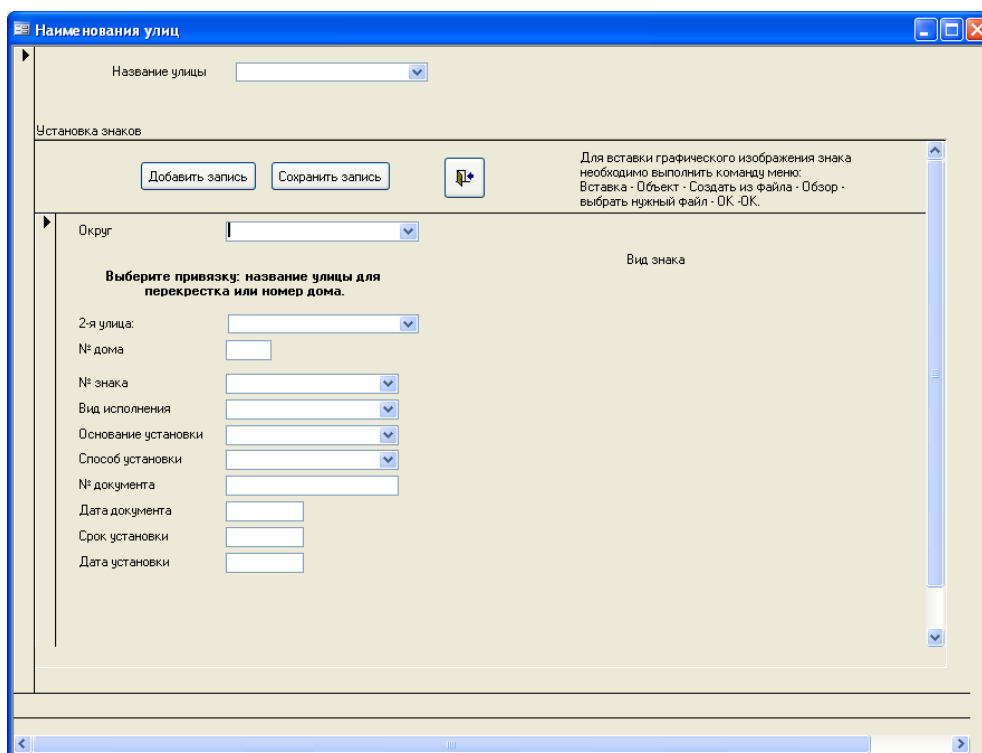 Наименования улиц
Название улицы
Установка знаков
Добавить запись
Сохранить запись
Для вставки графического изображения знака
необходимо выполнить команду меню:
Вставка - Объект - Создать из файла - Обзор -
выбрать нужный файл - ОК -ОК.
Округ
Вид знака
Выберите привязку: название улицы для
перекрестка или номер дома.
2-я улица:
№ дома
№ знака
Вид исполнения
Основание установки
Способ установки
№ документа
Дата документа
Срок установки
Дата установки